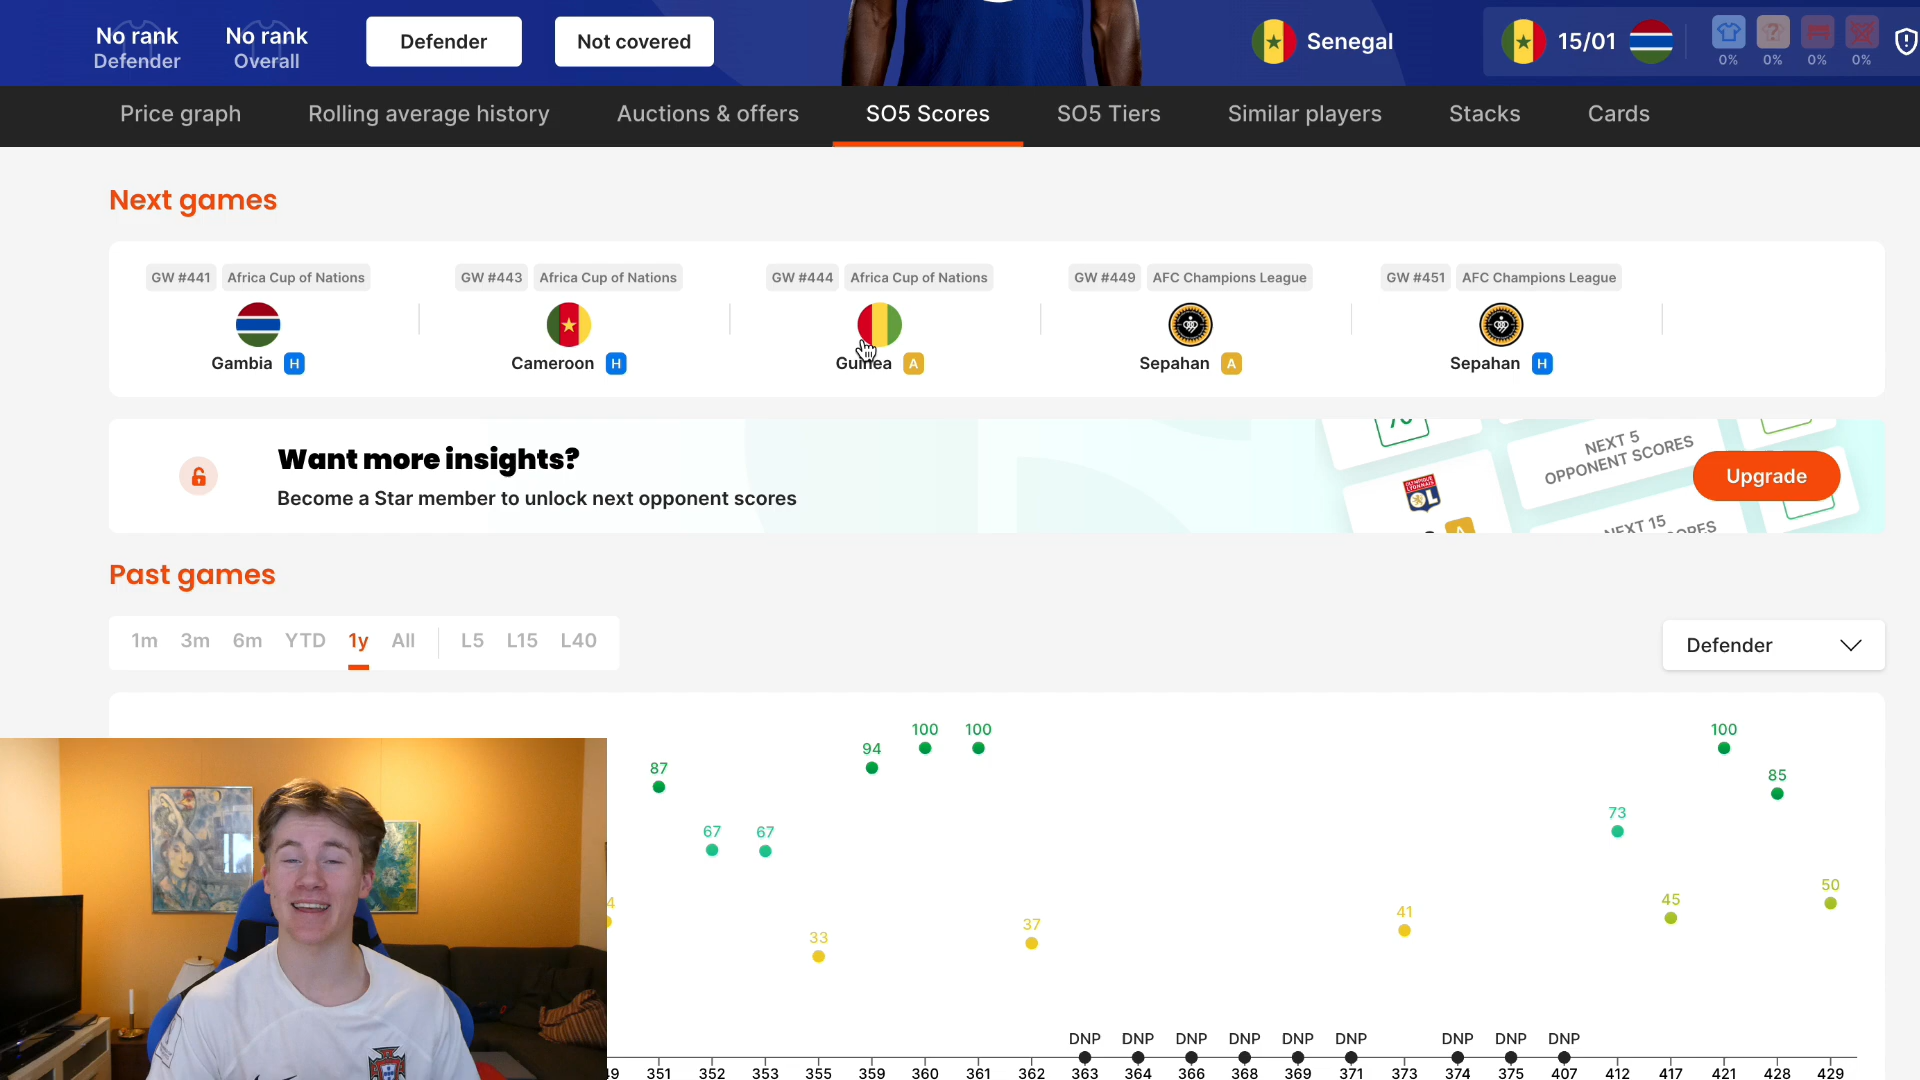 No rank
Defender
No rank
Overall
Defender
Not covered
Senegal
15/01
0%
0%
0%
0%
Price graph
Rolling average history
Auctions & offers
SO5 Scores
SO5 Tiers
Similar players
Stacks
Cards
Next games
GW #441
Africa Cup of Nations
Gambia H
GW #443
Africa Cup of Nations
Cameroon H
GW #444
Africa Cup of Nations
Guinea A
GW #449
AFC Champions League
Sepahan A
GW #451
AFC Champions League
Sepahan H
Want more insights?
Become a Star member to unlock next opponent scores
NEXT 5
OPPONENT SCORES
NEXT 15
OLYMPIQUE LYONNAIS
OL
A
Upgrade
Past games
1m 3m 6m YTD 1y All L5 L15 L40
Defender
87
67
67
33
94
100
100
37
41
73
45
100
85
50
DNP DNP DNP DNP DNP DNP DNP DNP DNP
351 352 353 355 359 360 361 362 363 364 366 368 369 371 373 374 375 407 412 417 421 428 429